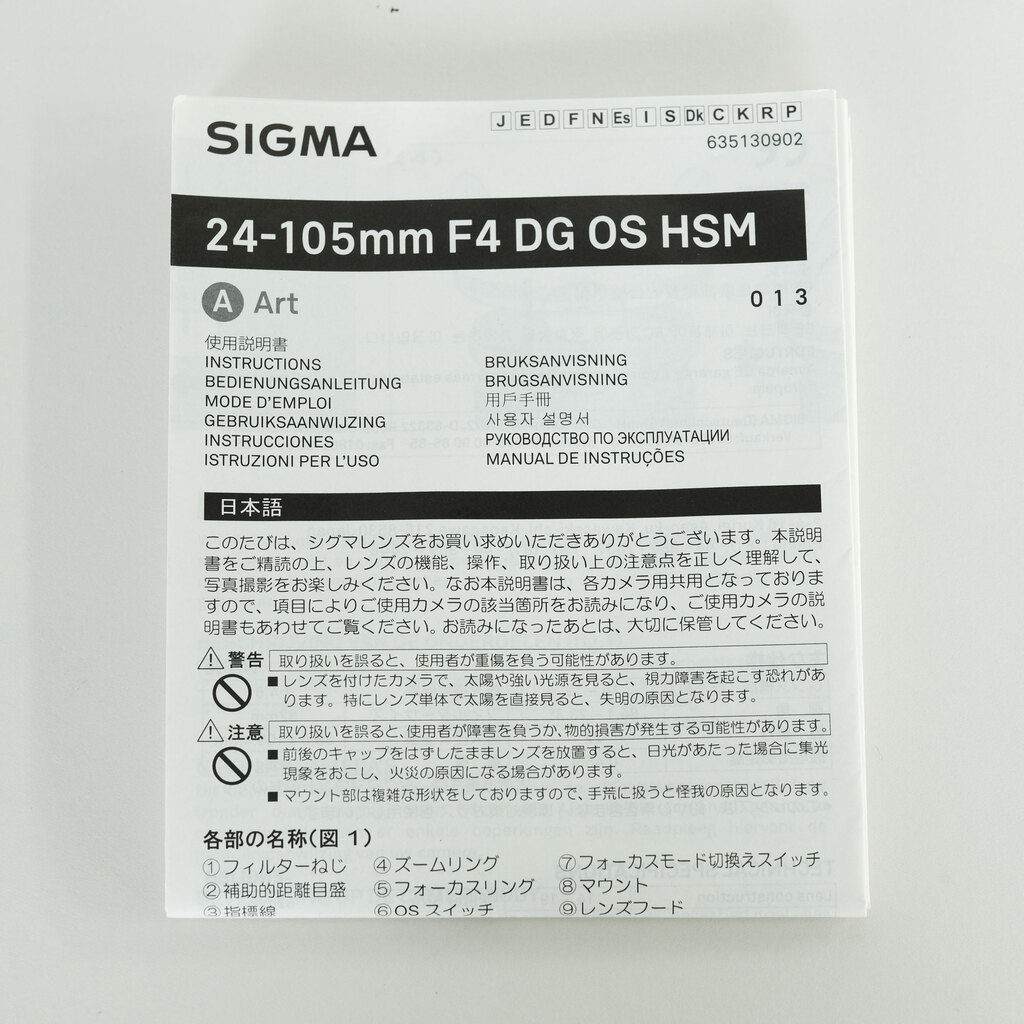 SIGMA
J E D F N Es I S Dk C K R P
635130902
24-105mm F4 DG OS HSM
A Art
013
使用説明書
INSTRUCTIONS
BEDIENUNGSANLEITUNG
MODE D'EMPLOI
GEBRUIKSAANWIJZING
INSTRUCCIONES
ISTRUZIONI PER L'USO
BRUKSANVISNING
BRUGSANVISNING
用戶手冊
사용자 설명서
РУКОВОДСТВО ПО ЭКСПЛУАТАЦИИ
MANUAL DE INSTRUÇÕES
日本語
このたびは、シグマレンズをお買い求めいただきありがとうございます。本説明
書をご精読の上、レンズの機能、操作、取り扱い上の注意点を正しく理解して、
写真撮影をお楽しみください。なお本説明書は、各カメラ用共用となっておりま
すので、項目によりご使用カメラの該当箇所をお読みになり、ご使用カメラの説
明書もあわせてご覧ください。お読みになったあとは、大切に保管してください。
警告 取り扱いを誤ると、使用者が重傷を負う可能性があります。
■レンズを付けたカメラで、太陽や強い光源を見ると、視力障害を起こす恐れがあ
ります。特にレンズ単体で太陽を直接見ると、失明の原因となります。
注意 取り扱いを誤ると、使用者が障害を負うか、物的損害が発生する可能性があります。
■前後のキャップをはずしたままレンズを放置すると、日光があたった場合に集光
現象をおこし、火災の原因になる場合があります。
■マウント部は複雑な形状をしておりますので、手荒に扱うと怪我の原因となります。
各部の名称(図 1)
①フィルターねじ ④ズームリング ⑦フォーカスモード切換えスイッチ
②補助的距離目盛 ⑤フォーカスリング ⑧マウント
③指標線 ⑥OS スイッチ ⑨レンズフード